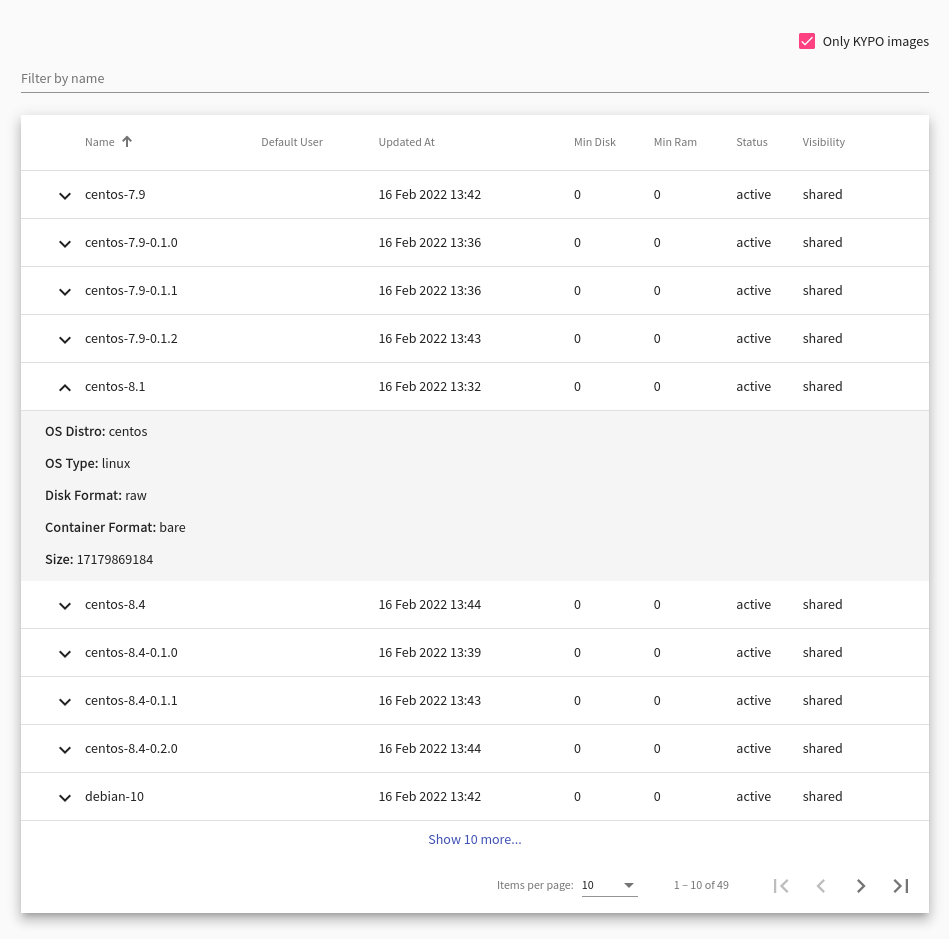 Only KYPO images
Filter by name
Name Default User Updated At Min Disk Min Ram Status Visibility
centos-7.9 16 Feb 2022 13:42 0 0 active shared
centos-7.9-0.1.0 16 Feb 2022 13:36 0 0 active shared
centos-7.9-0.1.1 16 Feb 2022 13:36 0 0 active shared
centos-7.9-0.1.2 16 Feb 2022 13:43 0 0 active shared
centos-8.1 16 Feb 2022 13:32 0 0 active shared
OS Distro: centos
OS Type: linux
Disk Format: raw
Container Format: bare
Size: 17179869184
centos-8.4 16 Feb 2022 13:44 0 0 active shared
centos-8.4-0.1.0 16 Feb 2022 13:39 0 0 active shared
centos-8.4-0.1.1 16 Feb 2022 13:43 0 0 active shared
centos-8.4-0.2.0 16 Feb 2022 13:44 0 0 active shared
debian-10 16 Feb 2022 13:42 0 0 active shared
Show 10 more...
Items per page: 10 1 – 10 of 49